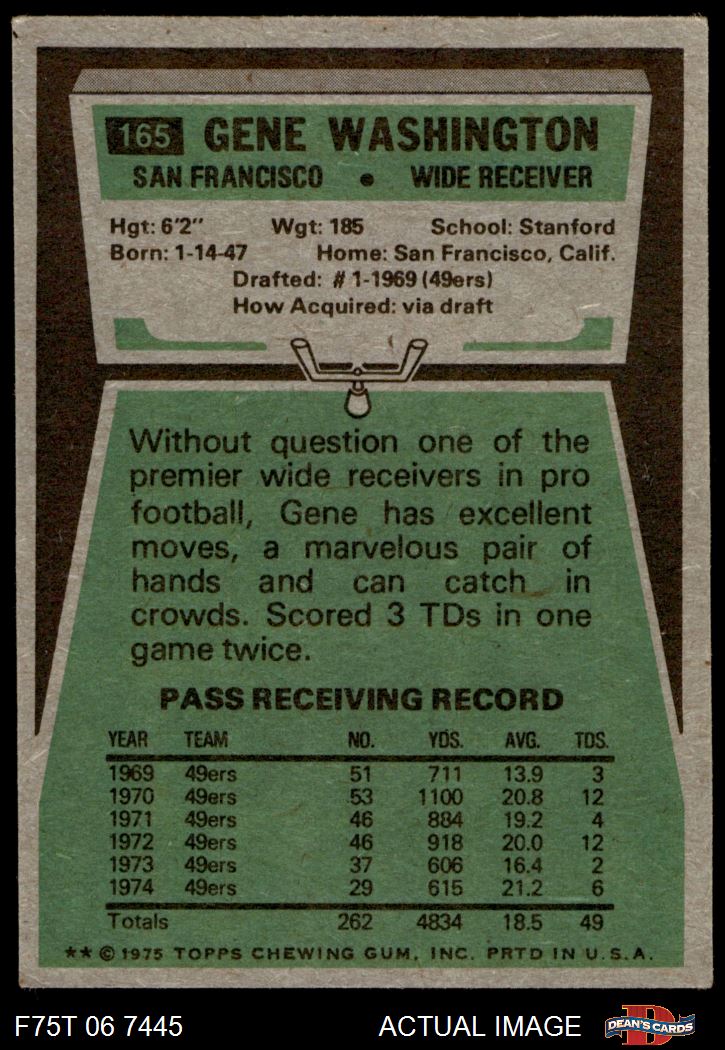 165 GENE WASHINGTON
SAN FRANCISCO • WIDE RECEIVER
Hgt: 6'2" Wgt: 185 School: Stanford
Born: 1-14-47 Home: San Francisco, Calif.
Drafted: #1-1969 (49ers)
How Acquired: via draft
Without question one of the
premier wide receivers in pro
football, Gene has excellent
moves, a marvelous pair of
hands and can catch in
crowds. Scored 3 TDs in one
game twice.
PASS RECEIVING RECORD
YEAR TEAM NO. YDS. AVG. TDS.
1969 49ers 51 711 13.9 3
1970 49ers 53 1100 20.8 12
1971 49ers 46 884 19.2 4
1972 49ers 46 918 20.0 12
1973 49ers 37 606 16.4 2
1974 49ers 29 615 21.2 6
Totals 262 4834 18.5 49
** © 1975 TOPPS CHEWING GUM, INC. PRTD IN U.S.A.
F75T 06 7445 ACTUAL IMAGE DEAN'S CARDS